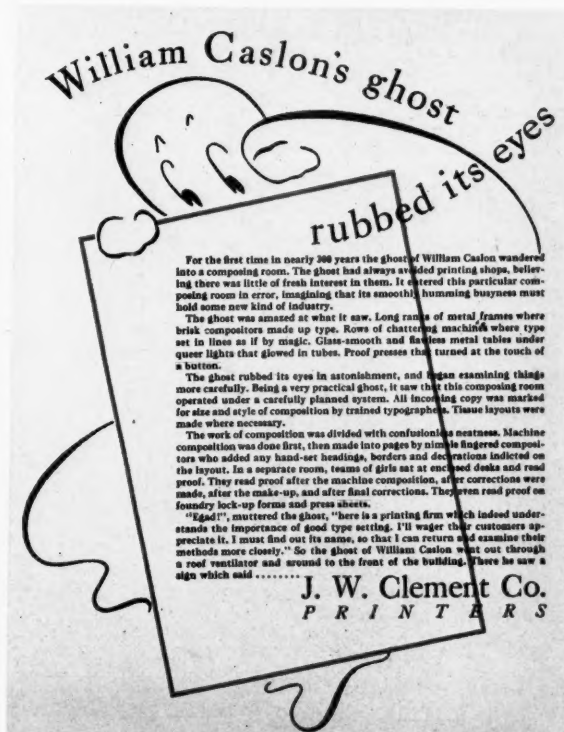 William Caslon's ghost
rubbed its eyes
For the first time in nearly 300 years the ghost of William Caslon wandered
into a composing room. The ghost had always avoided printing shops, believ-
ing there was little of fresh interest in them. It entered this particular com-
posing room in error, imagining that its smoothly humming busyness must
hold some new kind of industry.
The ghost was amazed at what it saw. Long ranges of metal frames where
brisk compositors made up type. Rows of chattering machines where type
set in lines as if by magic. Glass-smooth and flawless metal tables under
queer lights that glowed in tubes. Proof presses that turned at the touch of
a button.
The ghost rubbed its eyes in astonishment, and began examining things
more carefully. Being a very practical ghost, it saw that this composing room
operated under a carefully planned system. All incoming copy was marked
for size and style of composition by trained typographers. Tissue layouts were
made where necessary.
The work of composition was divided with confusionless neatness. Machine
composition was done first, then made into pages by nimble fingered composi-
tors who added any hand-set headings, borders and decorations indicted on
the layout. In a separate room, teams of girls sat at enclosed desks and read
proof. They read proof after the machine composition, after corrections were
made, after the make-up, and after final corrections. They even read proof on
foundry lock-up forms and press sheets.
"Egad!", muttered the ghost, "here is a printing firm which indeed under-
stands the importance of good type setting. I'll wager their customers ap-
preciate it. I must find out its name, so that I can return and examine their
methods more closely." So the ghost of William Caslon went out through
a roof ventilator and around to the front of the building. There he saw a
sign which said ........
J. W. Clement Co.
PRINTERS